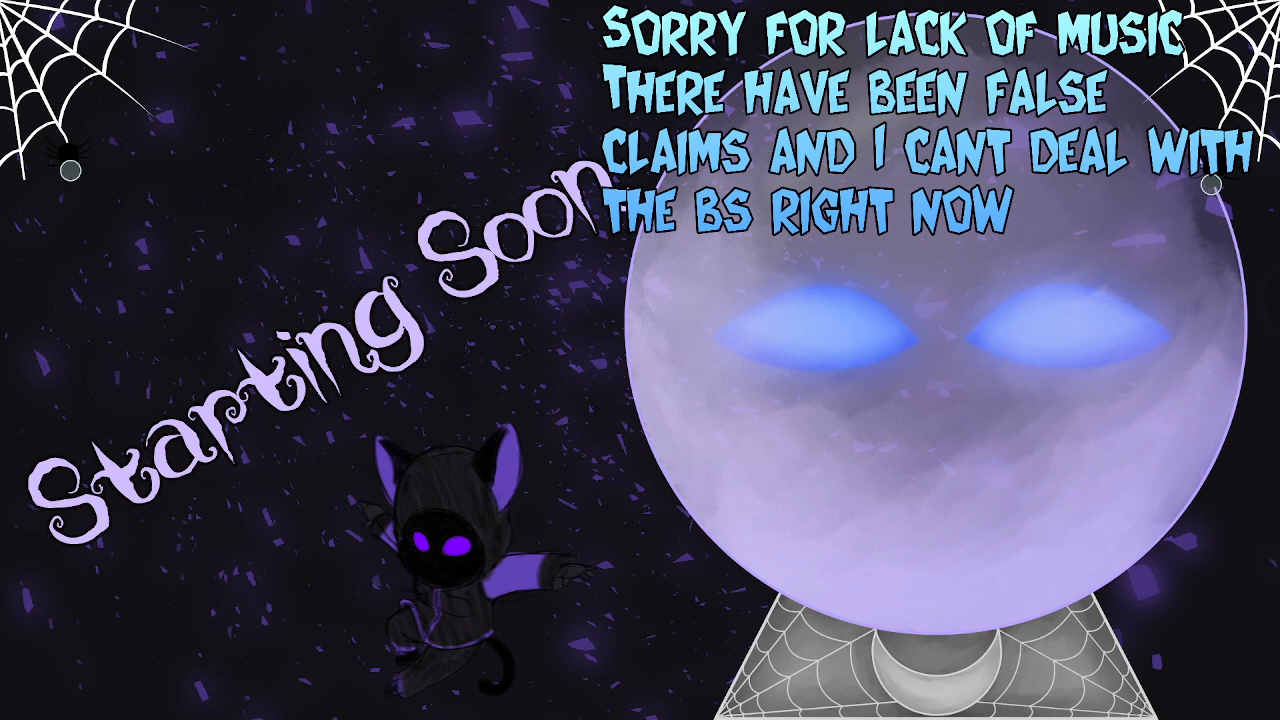 Sorry for lack of music
There have been false
claims and I cant deal with
the BS right now
Starting Soon